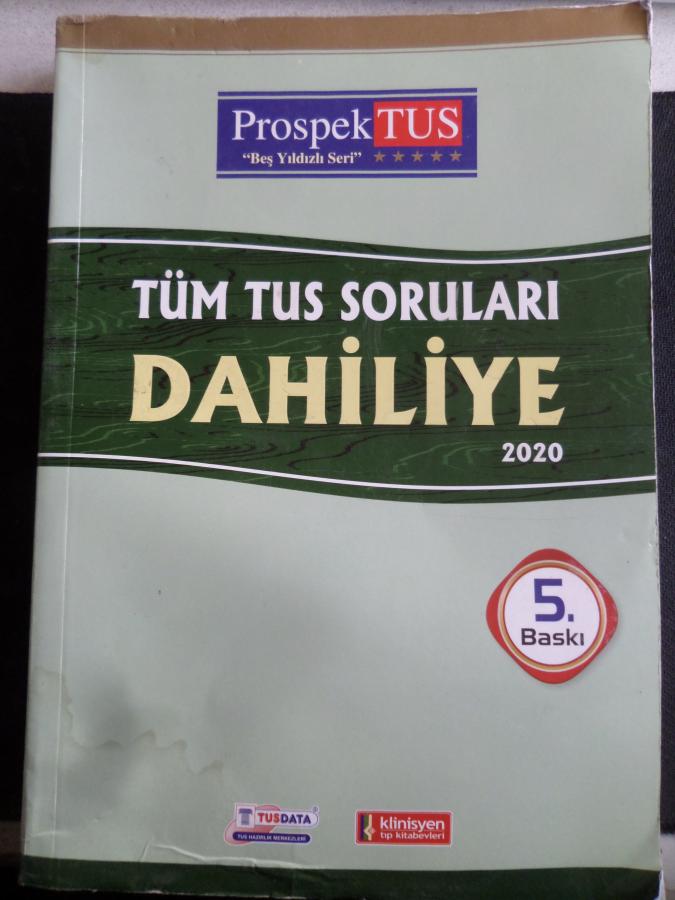 ProspekTUS
“Beş Yıldızlı Seri”
TÜM TUS SORULARI
DAHİLİYE
2020
5.
Baskı
TUSDATA®
TUS HAZIRLIK MERKEZLERİ
klinisyen
tıp kitabevleri